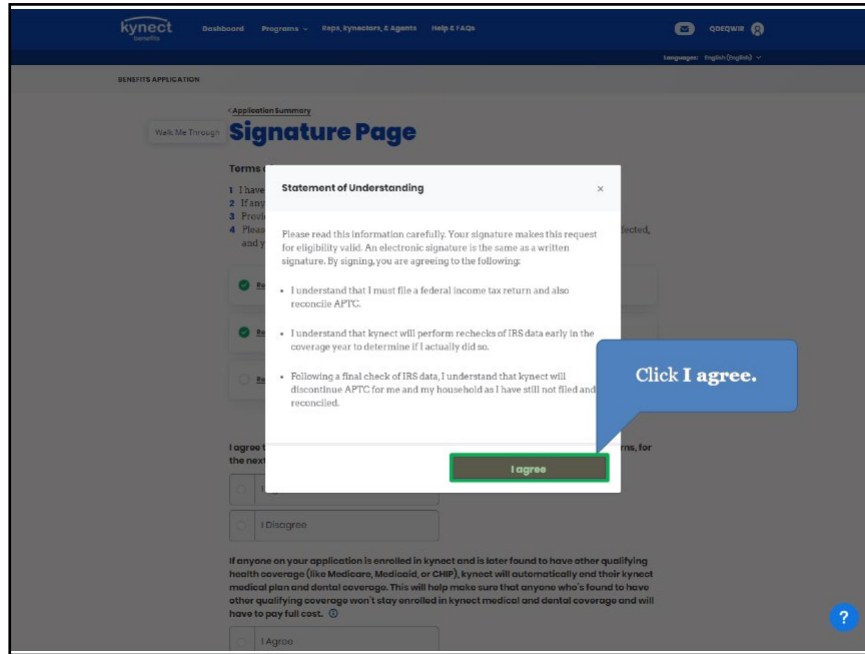 kynect
benefits
Dashboard Programs Reps, kynectors, & Agents Help & FAQs
QDEQWIR
Languages: English (English)
BENEFITS APPLICATION
<Application Summary
Walk Me Through
Signature Page
Terms
1 I have
2 If any
3 Provi
4 Pleas
fected,
and y
Re
Re
Re
Statement of Understanding ×
Please read this information carefully. Your signature makes this request
for eligibility valid. An electronic signature is the same as a written
signature. By signing, you are agreeing to the following:
• I understand that I must file a federal income tax return and also
reconcile APTC.
• I understand that kynect will perform rechecks of IRS data early in the
coverage year to determine if I actually did so.
• Following a final check of IRS data, I understand that kynect will
discontinue APTC for me and my household as I have still not filed and
reconciled.
I agree
Click I agree.
I agree t
rns, for
the next
I Disagree
If anyone on your application is enrolled in kynect and is later found to have other qualifying
health coverage (like Medicare, Medicaid, or CHIP), kynect will automatically end their kynect
medical plan and dental coverage. This will help make sure that anyone who's found to have
other qualifying coverage won't stay enrolled in kynect medical and dental coverage and will
have to pay full cost.
I Agree
?